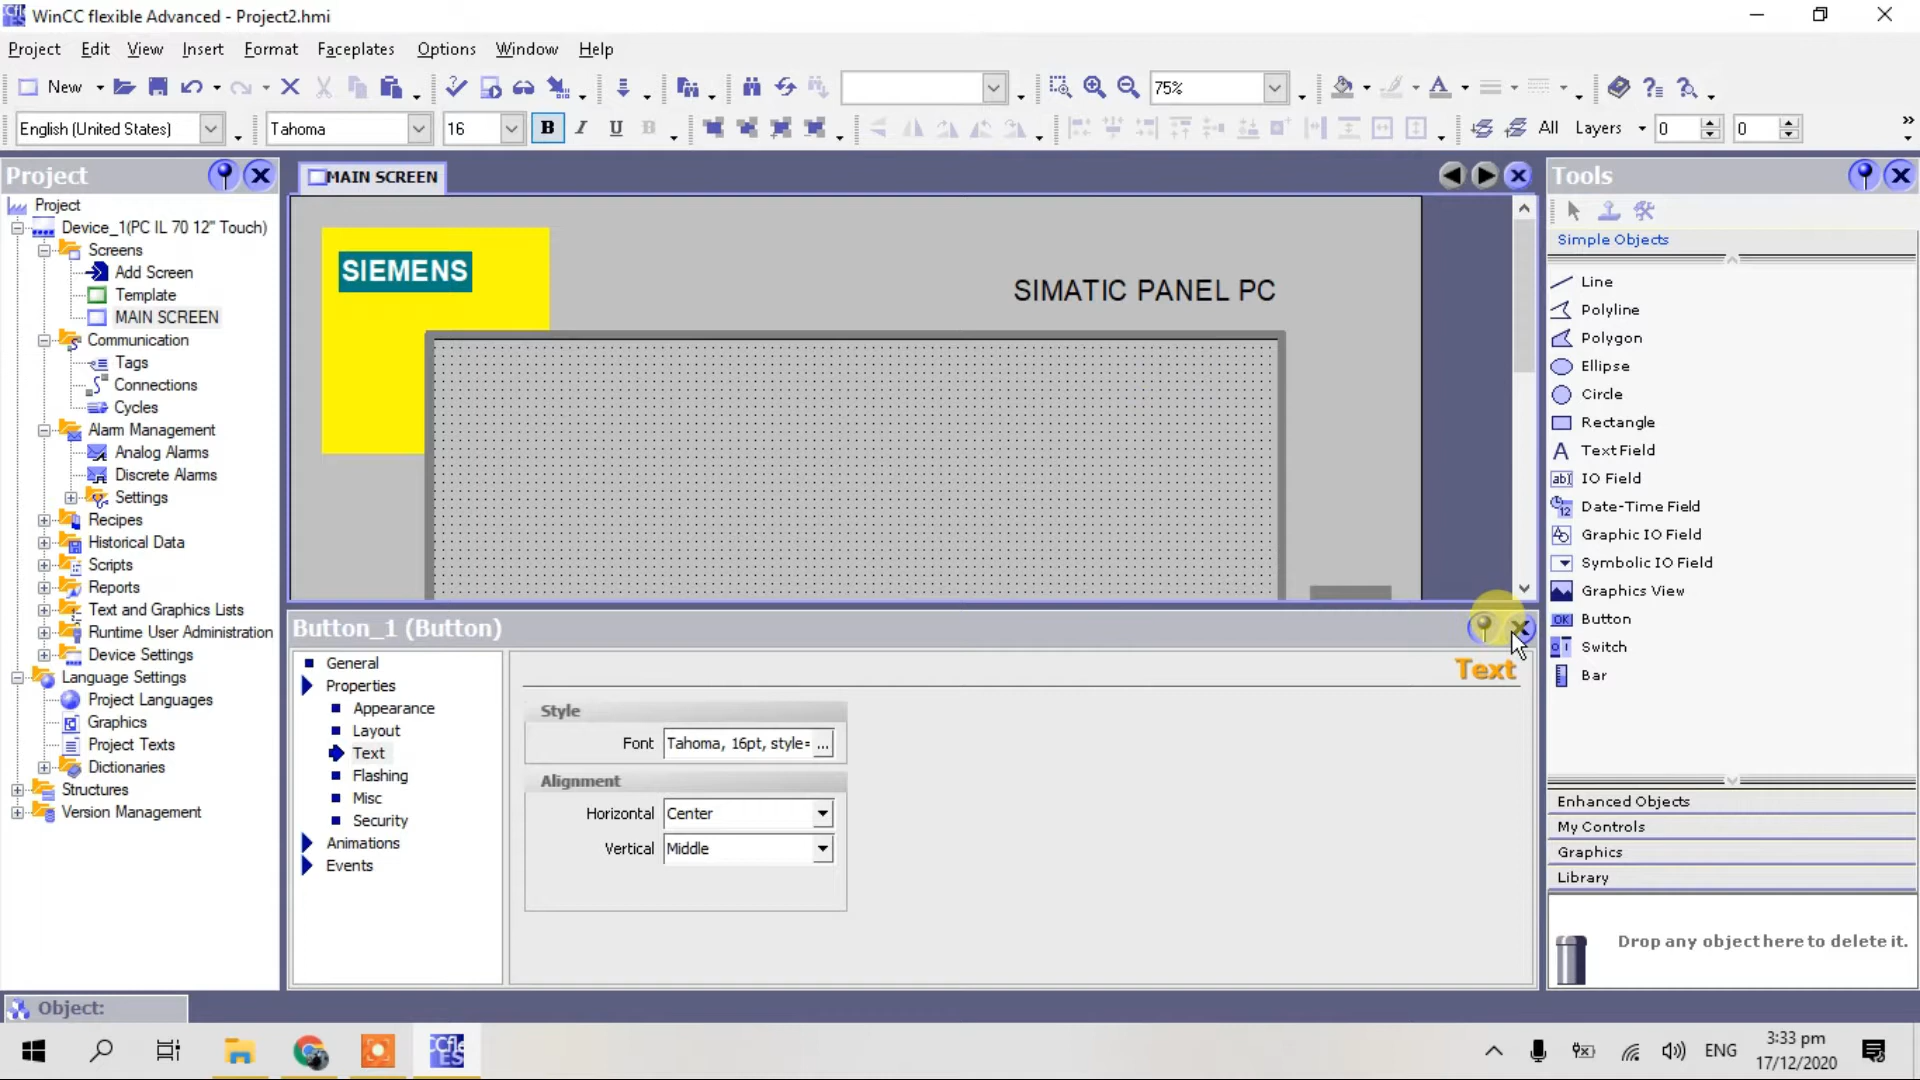 WinCC flexible Advanced - Project2.hmi
Project Edit View Insert Format Faceplates Options Window Help
New 75%
English (United States) Tahoma 16 B I U B All Layers 0 0
Project
MAIN SCREEN
Tools
Project
Device_1(PC IL 70 12" Touch)
Screens
Add Screen
Template
MAIN SCREEN
Communication
Tags
Connections
Cycles
Alarm Management
Analog Alarms
Discrete Alarms
Settings
Recipes
Historical Data
Scripts
Reports
Text and Graphics Lists
Runtime User Administration
Device Settings
Language Settings
Project Languages
Graphics
Project Texts
Dictionaries
Structures
Version Management
SIEMENS
SIMATIC PANEL PC
Button_1 (Button)
General
Properties
Appearance
Layout
Text
Flashing
Misc
Security
Animations
Events
Text
Style
Font Tahoma, 16pt, style= ...
Alignment
Horizontal Center
Vertical Middle
Simple Objects
Line
Polyline
Polygon
Ellipse
Circle
Rectangle
TextField
IO Field
Date-Time Field
Graphic IO Field
Symbolic IO Field
Graphics View
Button
Switch
Bar
Enhanced Objects
My Controls
Graphics
Library
Drop any object here to delete it.
Object:
ENG
3:33 pm
17/12/2020